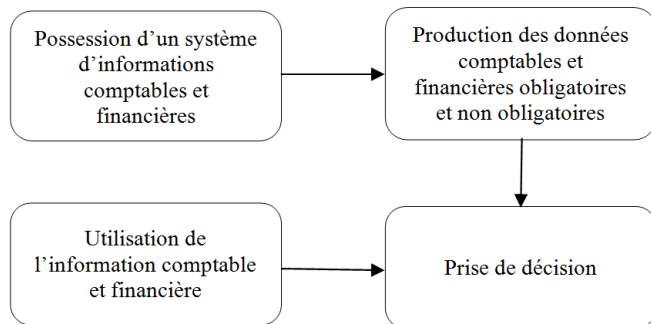 Possession d'un système
d'informations
comptables et
financières
Production des données
comptables et
financières obligatoires
et non obligatoires
Utilisation de
l'information comptable
et financière
Prise de décision